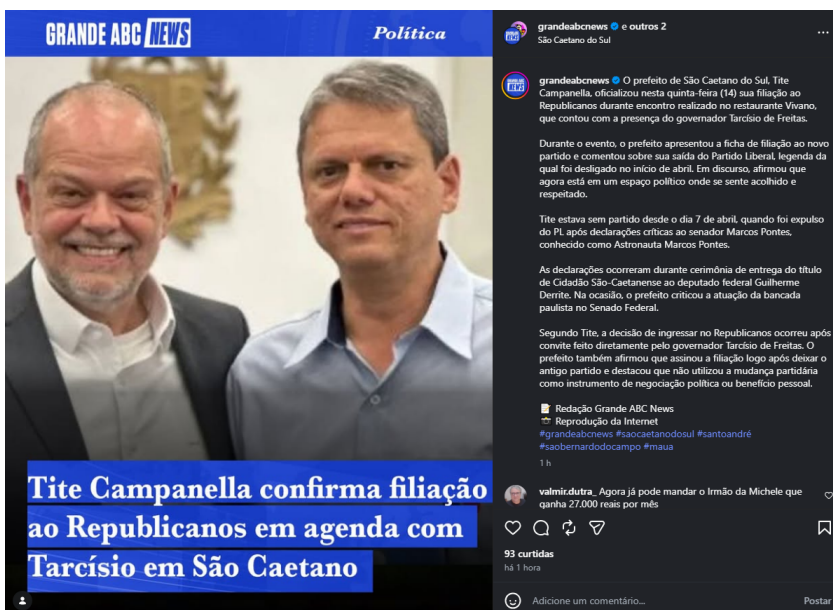 GRANDE ABC NEWS
Política
Tite Campanella confirma filiação
ao Republicanos em agenda com
Tarcísio em São Caetano
grandeabcnews e outros 2
São Caetano do Sul
grandeabcnews O prefeito de São Caetano do Sul, Tite
Campanella, oficializou nesta quinta-feira (14) sua filiação ao
Republicanos durante encontro realizado no restaurante Vivano,
que contou com a presença do governador Tarcísio de Freitas.
Durante o evento, o prefeito apresentou a ficha de filiação ao novo
partido e comentou sobre sua saída do Partido Liberal, legenda da
qual foi desligado no início de abril. Em discurso, afirmou que
agora está em um espaço político onde se sente acolhido e
respeitado.
Tite estava sem partido desde o dia 7 de abril, quando foi expulso
do PL após declarações críticas ao senador Marcos Pontes,
conhecido como Astronauta Marcos Pontes.
As declarações ocorreram durante cerimônia de entrega do título
de Cidadão São-Caetanense ao deputado federal Guilherme
Derrite. Na ocasião, o prefeito criticou a atuação da bancada
paulista no Senado Federal.
Segundo Tite, a decisão de ingressar no Republicanos ocorreu após
convite feito diretamente pelo governador Tarcísio de Freitas. O
prefeito também afirmou que assinou a filiação logo após deixar o
antigo partido e destacou que não utilizou a mudança partidária
como instrumento de negociação política ou benefício pessoal.
Redação Grande ABC News
Reprodução da Internet
#grandeabcnews #saocaetanodosul #santoandré
#saobernardodocampo #maua
1 h
valmir.dutra_ Agora já pode mandar o Irmão da Michele que
ganha 27.000 reais por mês
93 curtidas
há 1 hora
Adicione um comentário...
Postar